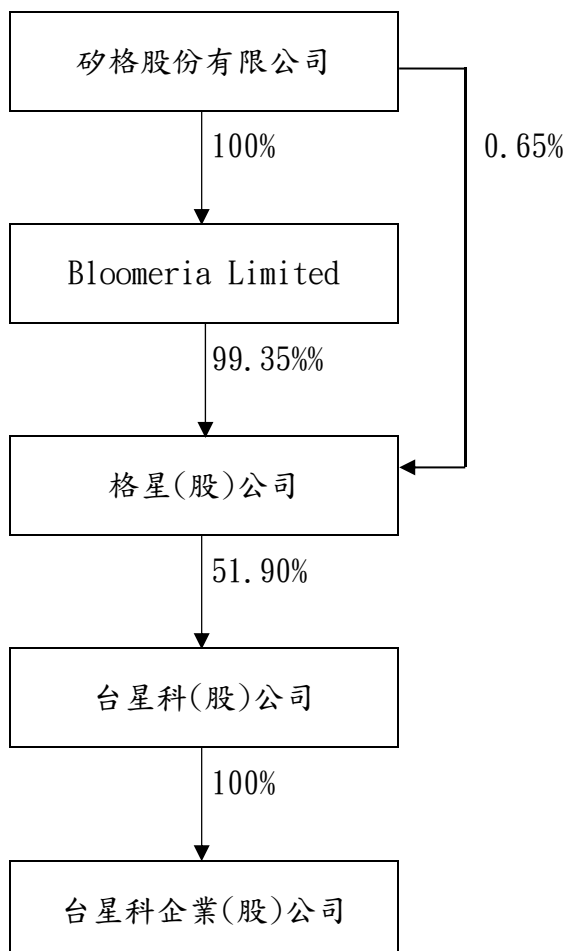 矽格股份有限公司
100%
0.65%
Bloomeria Limited
99.35%%
格星(股)公司
51.90%
台星科(股)公司
100%
台星科企業(股)公司